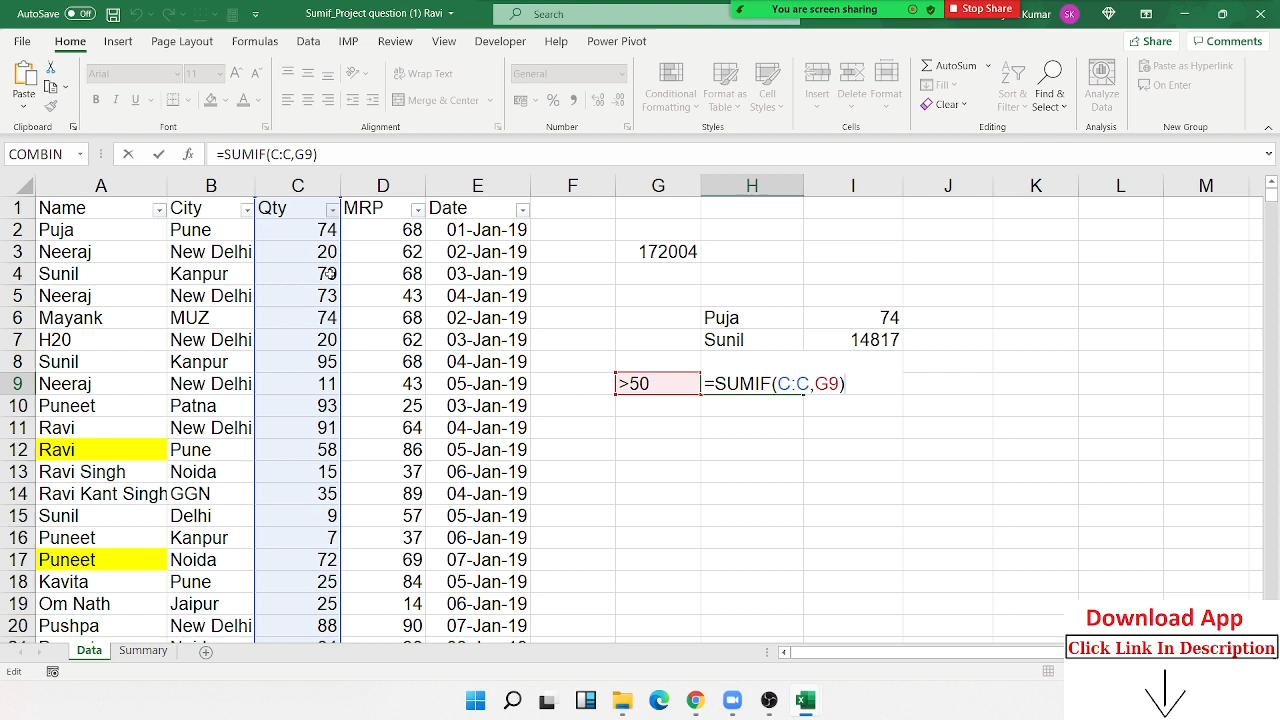 AutoSave Off Sumif_Project question (1) Ravi Search You are screen sharing Stop Share Kumar SK
File Home Insert Page Layout Formulas Data IMP Review View Developer Help Power Pivot Share Comments
Paste Arial 11 Wrap Text General Conditional Formatting Format as Table Cell Styles Insert Delete Format AutoSum Sort & Filter Find & Select Analyze Data Paste as Hyperlink
B I U Merge & Center Fill On Enter
Clear
Clipboard Font Alignment Number Styles Cells Editing Analysis New Group
COMBIN fx =SUMIF(C:C,G9)
A B C D E F G H I J K L M
1 Name City Qty MRP Date
2 Puja Pune 74 68 01-Jan-19
3 Neeraj New Delhi 20 62 02-Jan-19 172004
4 Sunil Kanpur 68 03-Jan-19
5 Neeraj New Delhi 73 43 04-Jan-19
6 Mayank MUZ 74 68 02-Jan-19 Puja 74
7 H20 20 62 03-Jan-19 Sunil 14817
8 Sunil Kanpur 95 68 04-Jan-19
9 Neeraj New Delhi 11 43 05-Jan-19 >50 =SUMIF(C:C,G9)
10 Puneet Patna 93 25 03-Jan-19
11 Ravi New Delhi 91 64 04-Jan-19
12 Ravi Pune 58 86 05-Jan-19
13 Ravi Singh Noida 15 37 06-Jan-19
14 Ravi Kant Singh GGN 35 89 04-Jan-19
15 Sunil Delhi 9 57 05-Jan-19
16 Puneet Kanpur 7 37 06-Jan-19
17 Puneet Noida 72 69 07-Jan-19
18 Kavita Pune 25 84 05-Jan-19
19 Om Nath Jaipur 25 14 06-Jan-19
20 Pushpa New Delhi 88 90 07-Jan-19
Data Summary
Edit
Download App
Click Link In Description